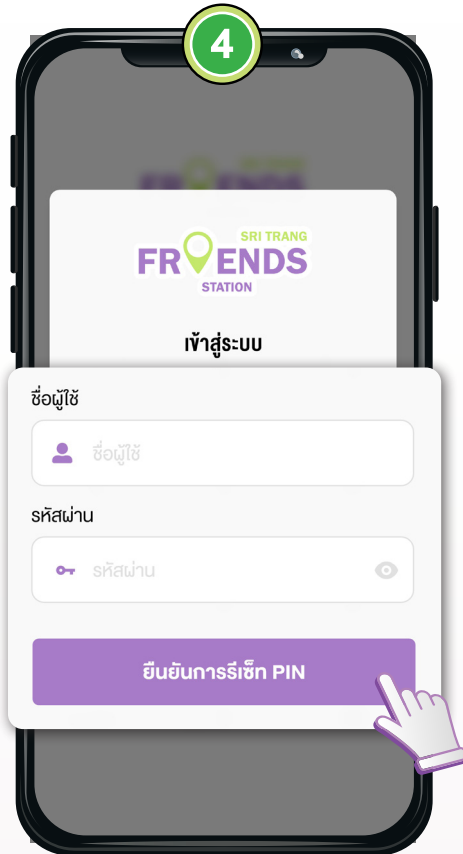 4
SRI TRANG
FRIENDS
STATION
เข้าสู่ระบบ
ชื่อผู้ใช้
ชื่อผู้ใช้
รหัสผ่าน
รหัสผ่าน
ยืนยันการรีเซ็ท PIN